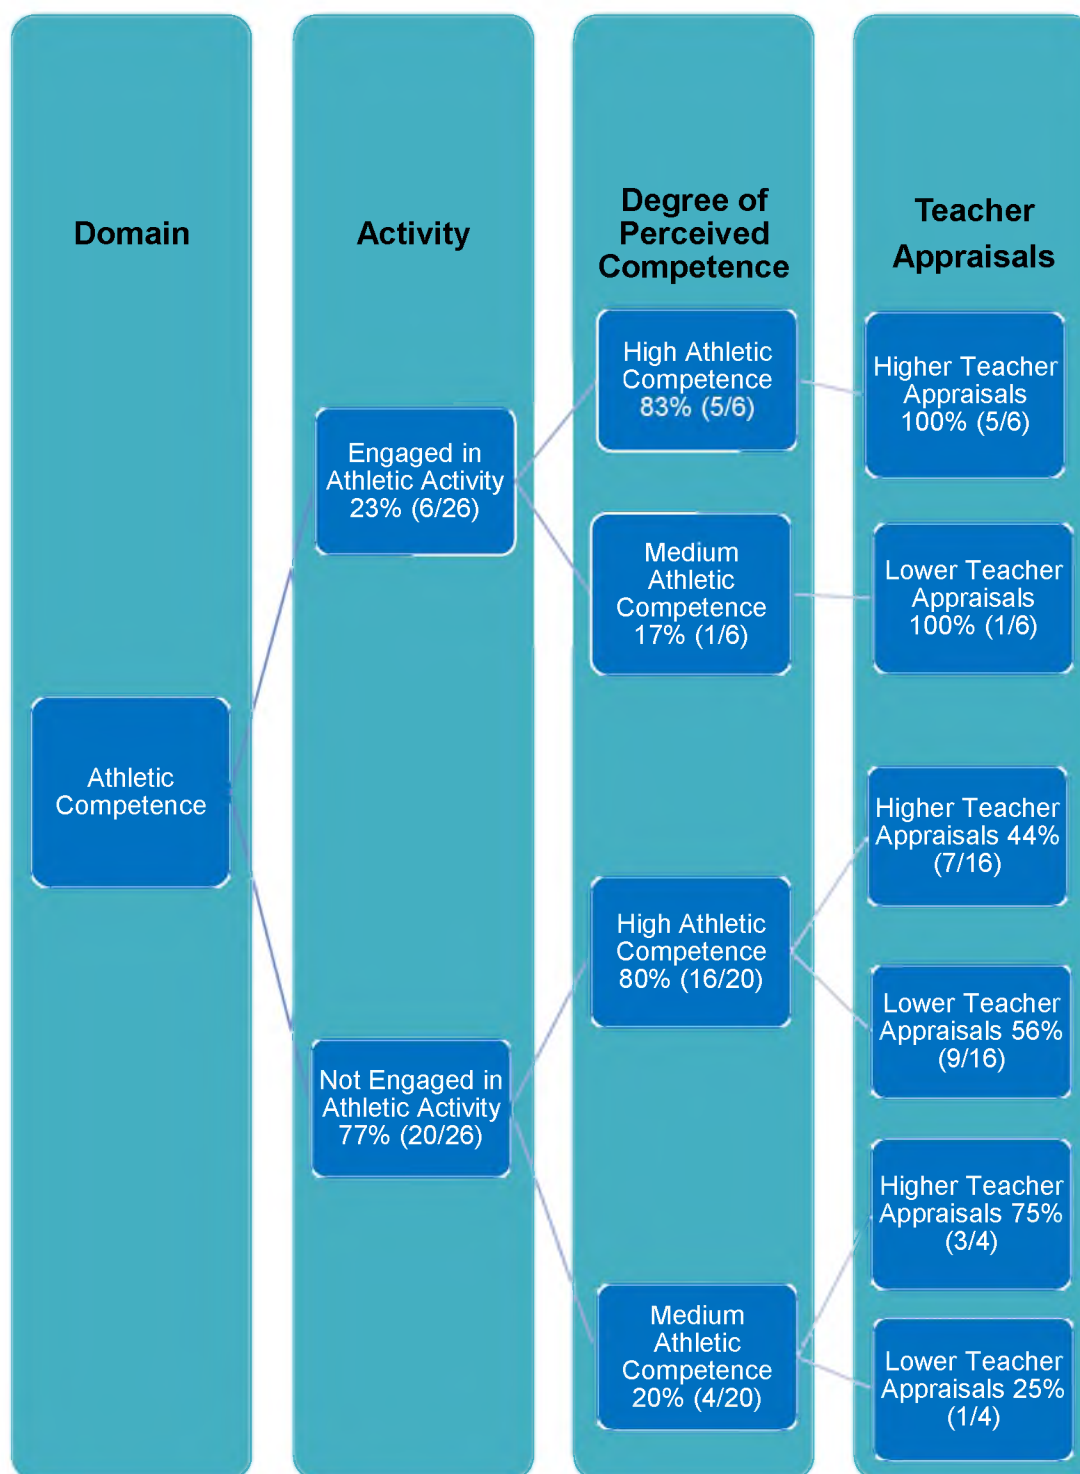 Domain
Athletic
Competence
Activity
Engaged in
Athletic Activity
23% (6/26)
Not Engaged in
Athletic Activity
77% (20/26)
Degree of
Perceived
Competence
High Athletic
Competence
83% (5/6)
Medium
Athletic
Competence
17% (1/6)
High Athletic
Competence
80% (16/20)
Medium
Athletic
Competence
20% (4/20)
Teacher
Appraisals
Higher Teacher
Appraisals
100% (5/6)
Lower Teacher
Appraisals
100% (1/6)
Higher Teacher
Appraisals 44%
(7/16)
Lower Teacher
Appraisals 56%
(9/16)
Higher Teacher
Appraisals 75%
(3/4)
Lower Teacher
Appraisals 25%
(1/4)